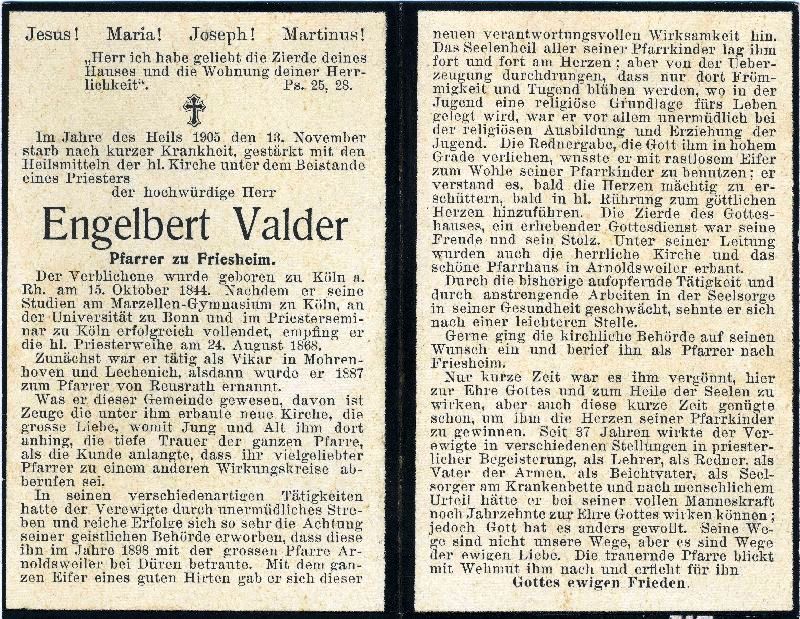 Jesus! Maria! Joseph! Martinus!
„Herr ich habe geliebt die Zierde deines
Hauses und die Wohnung deiner Herr-
lichkeit“. Ps. 25, 28.
Im Jahre des Heils 1905 den 13. November
starb nach kurzer Krankheit, gestärkt mit den
Heilsmitteln der hl. Kirche unter dem Beistande
eines Priesters
der hochwürdige Herr
Engelbert Valder
Pfarrer zu Friesheim.
Der Verblichene wurde geboren zu Köln a.
Rh. am 15. Oktober 1844. Nachdem er seine
Studien am Marzellen-Gymnasium zu Köln, an
der Universität zu Bonn und im Priestersemi-
nar zu Köln erfolgreich vollendet, empfing er
die hl. Priesterweihe am 24. August 1868.
Zunächst war er tätig als Vikar in Mohren-
hoven und Lechenich, alsdann wurde er 1887
zum Pfarrer von Reusrath ernannt.
Was er dieser Gemeinde gewesen, davon ist
Zeuge die unter ihm erbaute neue Kirche, die
grosse Liebe, womit Jung und Alt ihm dort
anhing, die tiefe Trauer der ganzen Pfarre,
als die Kunde anlangte, dass ihr vielgeliebter
Pfarrer zu einem anderen Wirkungskreise ab-
berufen sei.
In seinen verschiedenartigen Tätigkeiten
hatte der Verewigte durch unermüdliches Stre-
ben und reiche Erfolge sich so sehr die Achtung
seiner geistlichen Behörde erworben, dass diese
ihn im Jahre 1898 mit der grossen Pfarre Ar-
noldsweiler bei Düren betraute. Mit dem gan-
zen Eifer eines guten Hirten gab er sich dieser
neuen verantwortungsvollen Wirksamkeit hin.
Das Seelenheil aller seiner Pfarrkinder lag ihm
fort und fort am Herzen; aber von der Ueber-
zeugung durchdrungen, dass nur dort Fröm-
migkeit und Tugend blühen werden, wo in der
Jugend eine religiöse Grundlage fürs Leben
gelegt wird, war er vor allem unermüdlich bei
der religiösen Ausbildung und Erziehung der
Jugend. Die Rednergabe, die Gott ihm in hohem
Grade verliehen, wusste er mit rastlosem Eifer
zum Wohle seiner Pfarrkinder zu benutzen; er
verstand es, bald die Herzen mächtig zu er-
schüttern, bald in hl. Rührung zum göttlichen
Herzen hinzuführen. Die Zierde des Gottes-
hauses, ein erhebender Gottesdienst war seine
Freude und sein Stolz. Unter seiner Leitung
wurden auch die herrliche Kirche und das
schöne Pfarrhaus in Arnoldsweiler erbaut.
Durch die bisherige aufopfernde Tätigkeit und
durch anstrengende Arbeiten in der Seelsorge
in seiner Gesundheit geschwächt, sehnte er sich
nach einer leichteren Stelle.
Gerne ging die kirchliche Behörde auf seinen
Wunsch ein und berief ihn als Pfarrer nach
Friesheim.
Nur kurze Zeit war es ihm vergönnt, hier
zur Ehre Gottes und zum Heile der Seelen zu
wirken, aber auch diese kurze Zeit genügte
schon, um ihm die Herzen seiner Pfarrkinder
zu gewinnen. Seit 37 Jahren wirkte der Ver-
ewigte in verschiedenen Stellungen in priester-
licher Begeisterung, als Lehrer, als Redner, als
Vater der Armen, als Beichtvater, als Seel-
sorger am Krankenbette und nach menschlichem
Urteil hätte er bei seiner vollen Manneskraft
noch Jahrzehnte zur Ehre Gottes wirken können;
jedoch Gott hat es anders gewollt. Seine We-
ge sind nicht unsere Wege, aber es sind Wege
der ewigen Liebe. Die trauernde Pfarre blickt
mit Wehmut ihm nach und erfleht für ihn
Gottes ewigen Frieden.